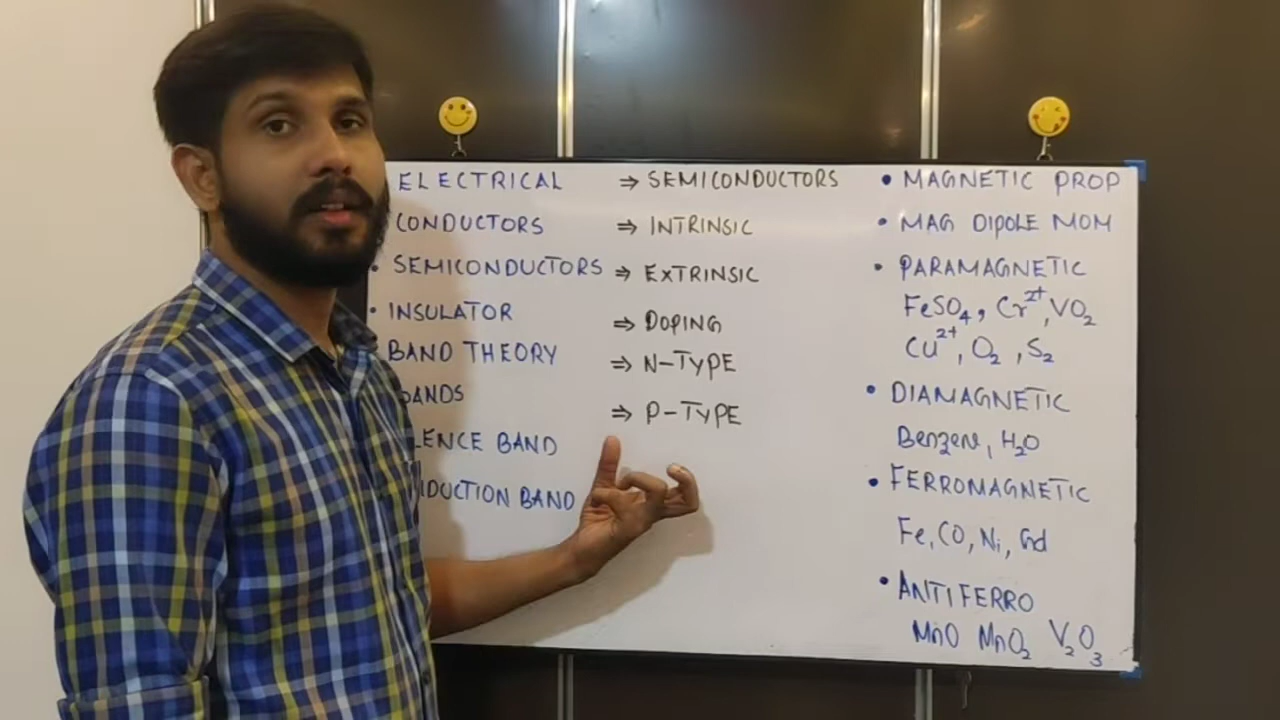 ELECTRICAL
CONDUCTORS
• SEMICONDUCTORS
• INSULATOR
BAND THEORY
BANDS
LENCE BAND
DUCTION BAND
⇒ SEMICONDUCTORS
⇒ INTRINSIC
⇒ EXTRINSIC
⇒ DOPING
⇒ N-TYPE
⇒ P-TYPE
• MAGNETIC PROP
• MAG DIPOLE MOM
• PARAMAGNETIC
FeSO₄, Cr²⁺, VO₂
Cu²⁺, O₂, S₂
• DIAMAGNETIC
Benzene, H₂O
• FERROMAGNETIC
Fe, CO, Ni, Gd
• ANTIFERRO
MnO MnO₂ V₂O₃